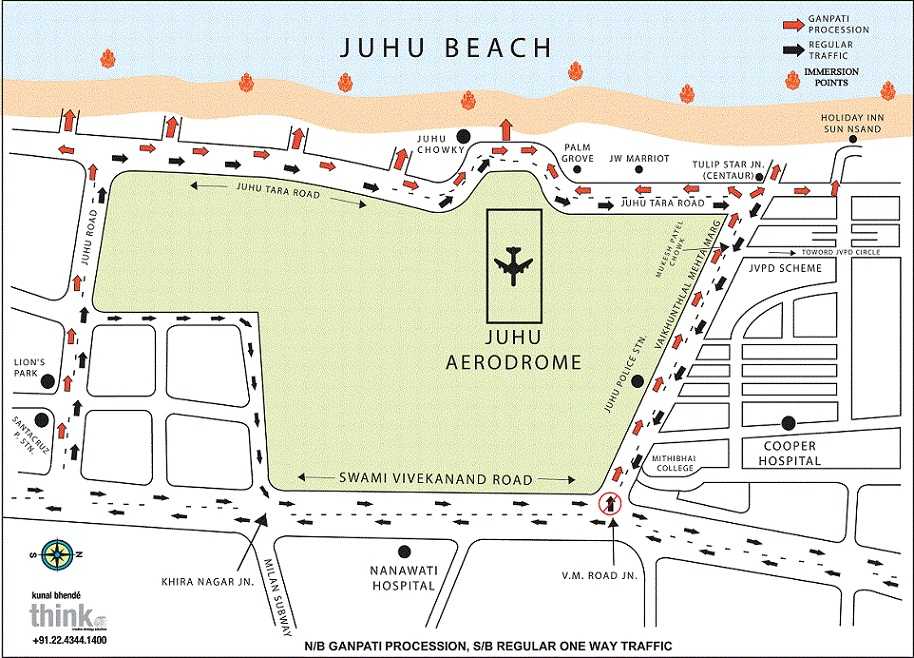 JUHU BEACH
GANPATI
PROCESSION
REGULAR
TRAFFIC
IMMERSION
POINTS
HOLIDAY INN
SUN NSAND
JUHU
CHOWKY
PALM
GROVE
JW MARRIOT
TULIP STAR JN.
(CENTAUR)
JUHU TARA ROAD
JUHU TARA ROAD
JUHU ROAD
MUKESH PATEL
CHOWK
VAIKHUNTHLAL MEHTA MARG
TOWORD JVPD CIRCLE
JVPD SCHEME
JUHU
AERODROME
JUHU POLICE STN.
LION'S
PARK
SANTACRUZ
P. STN.
COOPER
HOSPITAL
MITHIBHAI
COLLEGE
SWAMI VIVEKANAND ROAD
S
N
KHIRA NAGAR JN.
MILAN SUBWAY
NANAWATI
HOSPITAL
V.M. ROAD JN.
kunal bhendé
think
+91.22.4344.1400
N/B GANPATI PROCESSION, S/B REGULAR ONE WAY TRAFFIC